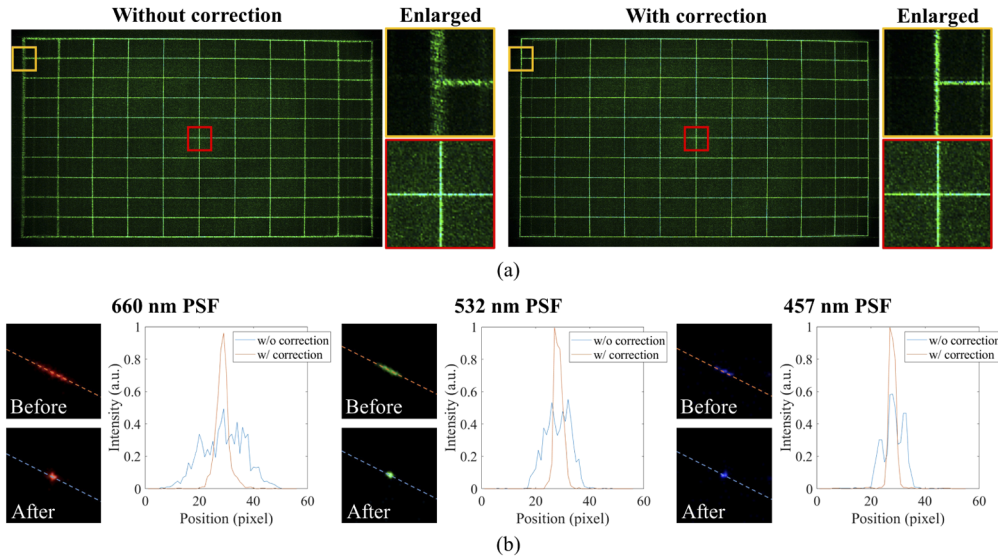 Without correction Enlarged With correction Enlarged
(a)
660 nm PSF 532 nm PSF 457 nm PSF
Before
After
1
0.8
0.6
0.4
0.2
0
0 20 40 60
Intensity (a.u.)
Position (pixel)
w/o correction
w/ correction
Before
After
1
0.8
0.6
0.4
0.2
0
0 20 40 60
Intensity (a.u.)
Position (pixel)
w/o correction
w/ correction
Before
After
1
0.8
0.6
0.4
0.2
0
0 20 40 60
Intensity (a.u.)
Position (pixel)
w/o correction
w/ correction
(b)